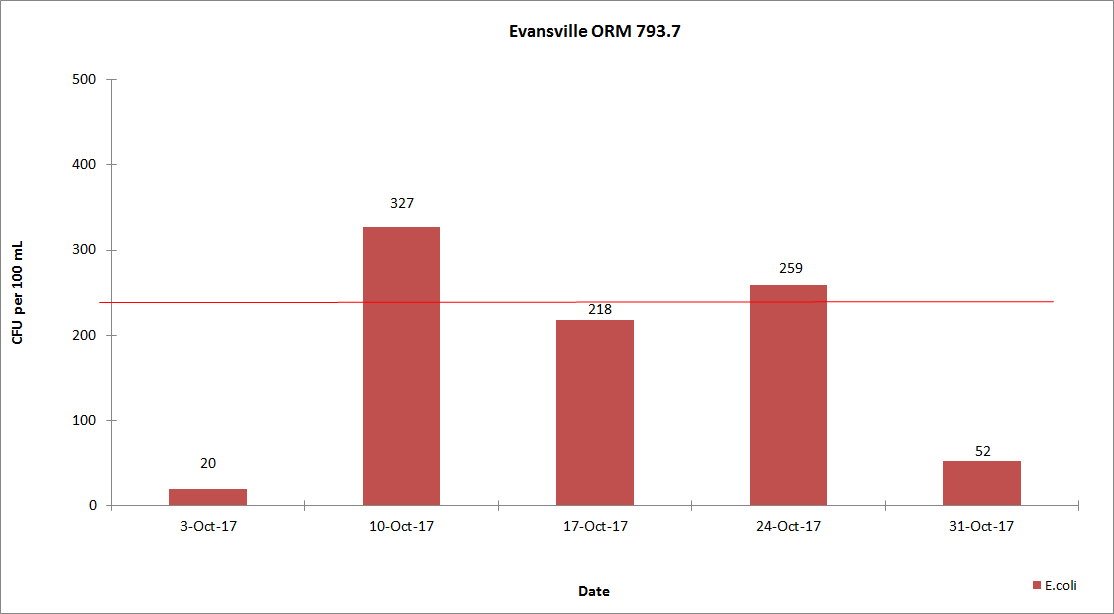 Evansville ORM 793.7
CFU per 100 mL
500
400
300
200
100
0
20
327
218
259
52
3-Oct-17
10-Oct-17
17-Oct-17
24-Oct-17
31-Oct-17
Date
E.coli